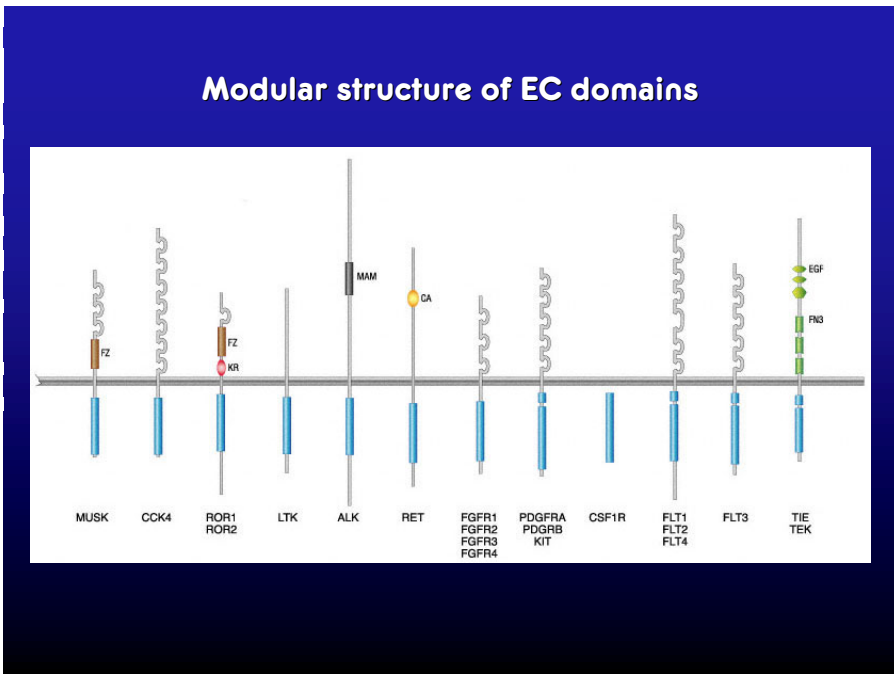 Modular structure of EC domains
MAM
EGF
CA
FN3
FZ
FZ
KR
MUSK
CCK4
ROR1
ROR2
LTK
ALK
RET
FGFR1
FGFR2
FGFR3
FGFR4
PDGFRA
PDGRB
KIT
CSF1R
FLT1
FLT2
FLT4
FLT3
TIE
TEK